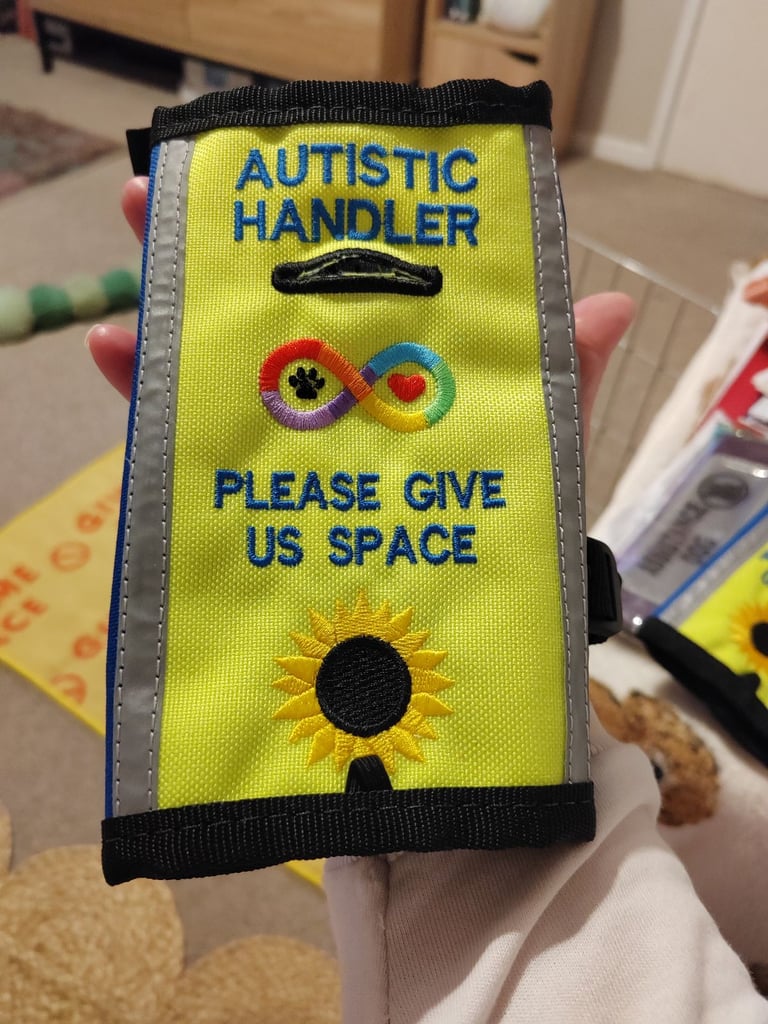 AUTISTIC
HANDLER
PLEASE GIVE
US SPACE